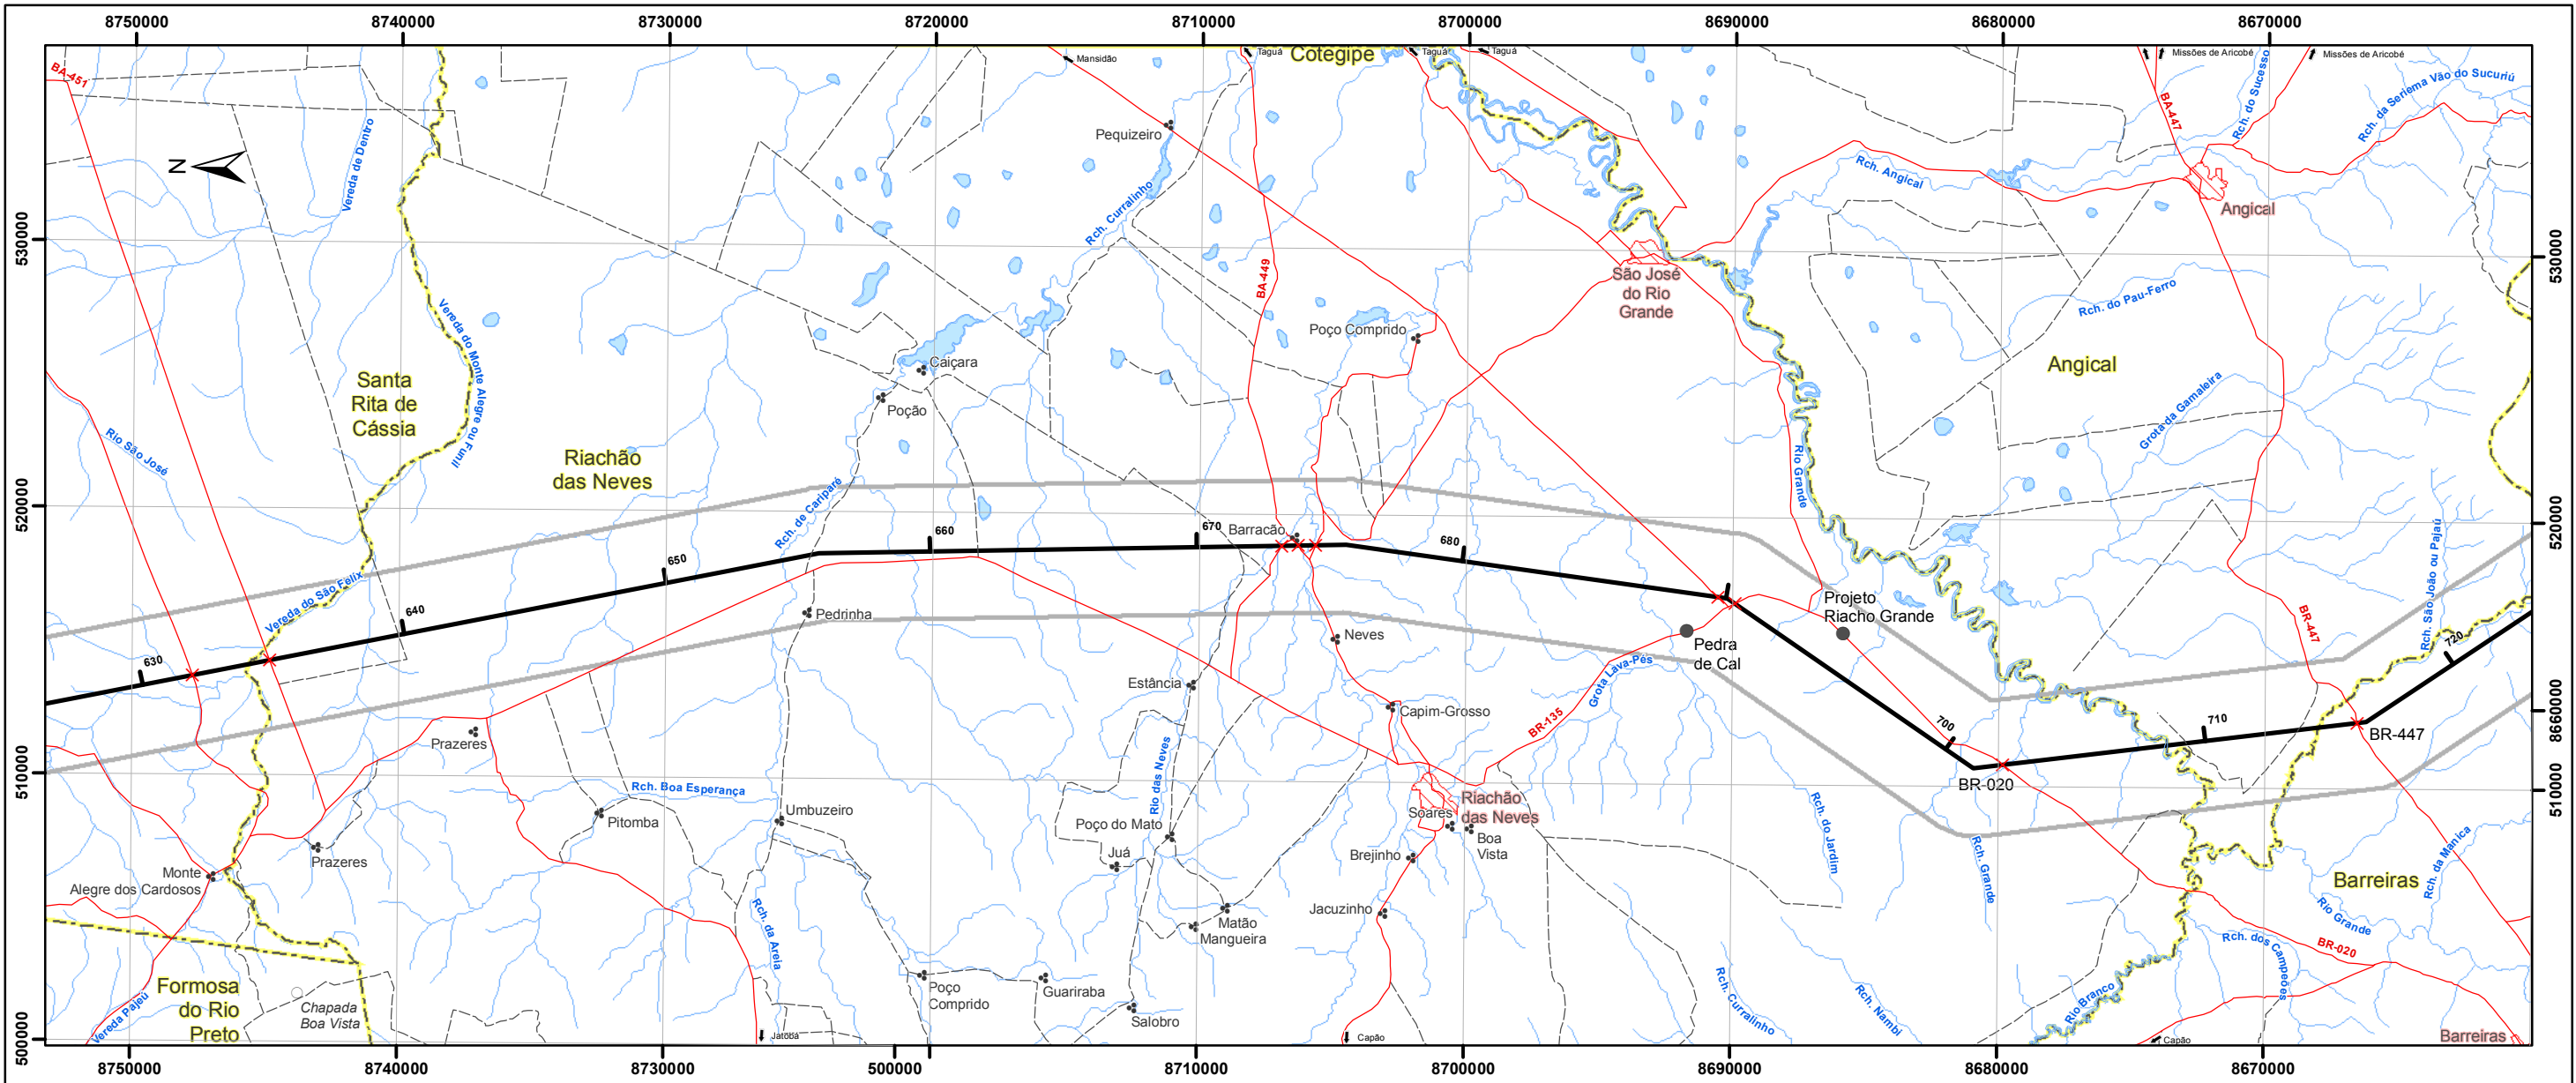 8750000
8740000
8730000
8720000
8710000
8700000
8690000
8680000
8670000
BA-451
Mansidão
Taguá
Cotegipe
Taguá
Taguá
Missões de Aricobé
Missões de Aricobé
Rch. do Sucesso
Rch. da Seriema Vão do Sucuriú
BA-447
Vereda de Dentro
N
Pequizeiro
Rch. Curralinho
Rch. Angical
Angical
530000
530000
BA-449
São José
do Rio
Grande
Rch. do Pau-Ferro
Vereda do Monte Alegre ou Funil
Poço Comprido
Caiçara
Angical
Santa
Rita de
Cássia
Poção
Rch. de Cariparé
Grota da Gamaleira
Rio São José
Riachão
das Neves
Rio Grande
520000
520000
Barracão
630
640
650
660
670
680
700
710
720
Vereda do São Felix
Rch. São João ou Pajaú
Pedrinha
Projeto
Riacho Grande
Neves
Pedra
de Cal
BR-447
Grota Lava-Pés
Estância
Capim-Grosso
BR-135
8660000
BR-447
Prazeres
Rio das Neves
BR-020
510000
510000
Rch. Boa Esperança
Umbuzeiro
Pitomba
Poço do Mato
Riachão
das Neves
Soares
Boa
Vista
Brejinho
Juá
Rch. do Jardim
Rch. Grande
Rch. da Manica
Prazeres
Monte
Alegre dos Cardosos
Barreiras
Jacuzinho
Matão
Mangueira
Rch. da Areia
Rio Grande
Rch. dos Campeões
BR-020
Formosa
do Rio
Preto
Chapada
Boa Vista
Vereda Pajeú
Poço
Comprido
Guariraba
Salobro
Rch. Curralinho
Rch. Nambi
Rio Branco
Jatobá
Capão
Capão
Barreiras
500000
8750000
8740000
8730000
500000
8720000
8710000
8700000
8690000
8680000
8670000